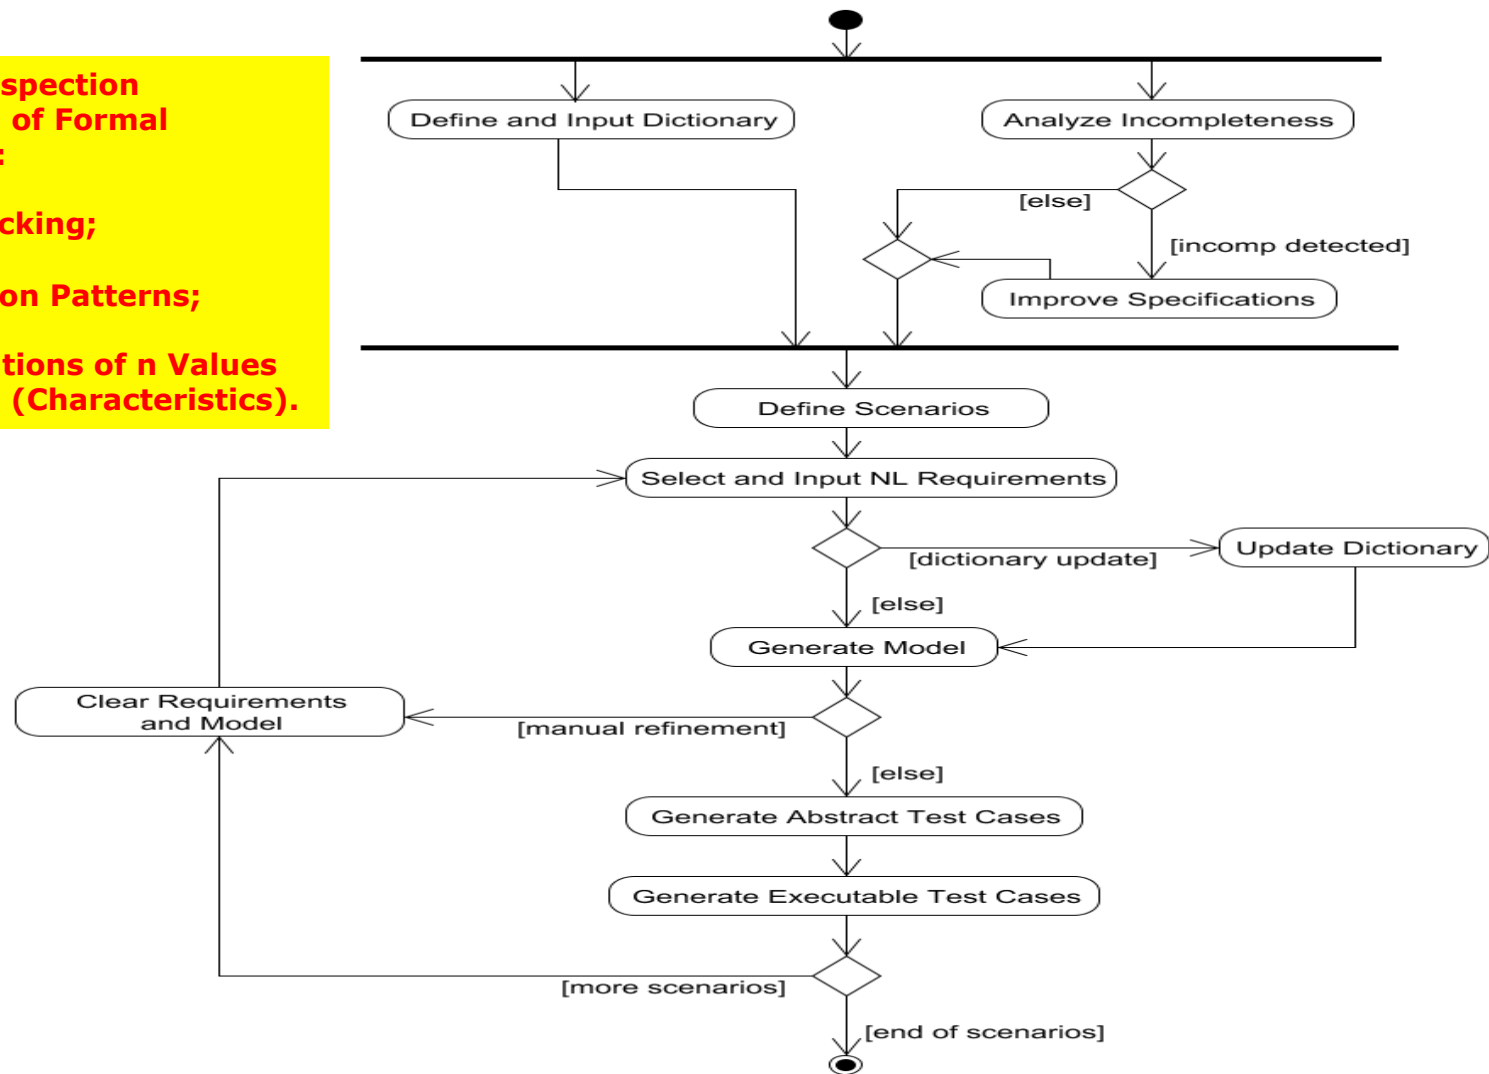 spection
of Formal
:
cking;
on Patterns;
tions of n Values
(Characteristics).
Define and Input Dictionary
Analyze Incompleteness
[else]
[incomp detected]
Improve Specifications
Define Scenarios
Select and Input NL Requirements
[dictionary update]
Update Dictionary
[else]
Generate Model
Clear Requirements
and Model
[manual refinement]
[else]
Generate Abstract Test Cases
Generate Executable Test Cases
[more scenarios]
[end of scenarios]